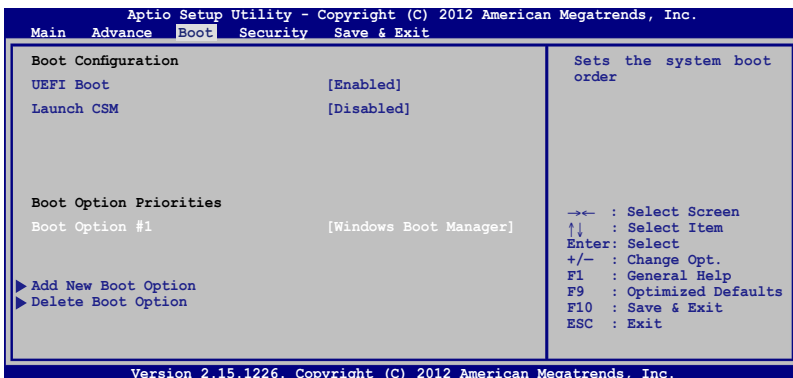 Aptio Setup Utility - Copyright (C) 2012 American Megatrends, Inc.
Main Advance Boot Security Save & Exit
Boot Configuration
UEFI Boot [Enabled]
Launch CSM [Disabled]
Boot Option Priorities
Boot Option #1 [Windows Boot Manager]
Add New Boot Option
Delete Boot Option
Sets the system boot
order
→← : Select Screen
↑↓ : Select Item
Enter: Select
+/— : Change Opt.
F1 : General Help
F9 : Optimized Defaults
F10 : Save & Exit
ESC : Exit
Version 2.15.1226. Copyright (C) 2012 American Megatrends, Inc.